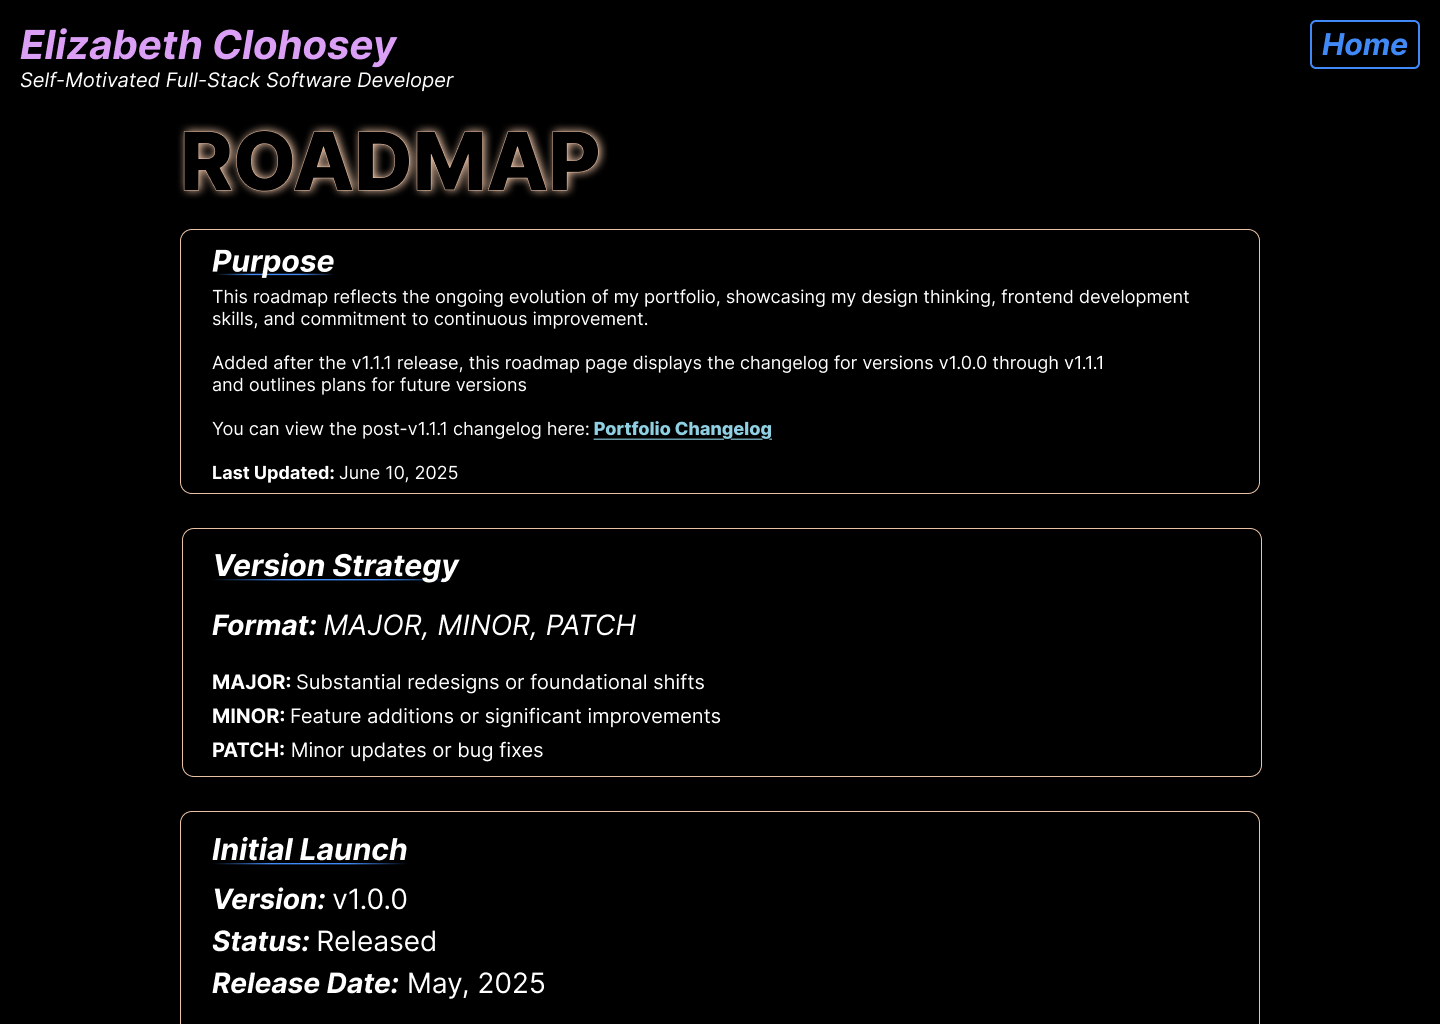 Elizabeth Clohosey
Home
Self-Motivated Full-Stack Software Developer
ROADMAP
Purpose
This roadmap reflects the ongoing evolution of my portfolio, showcasing my design thinking, frontend development
skills, and commitment to continuous improvement.
Added after the v1.1.1 release, this roadmap page displays the changelog for versions v1.0.0 through v1.1.1
and outlines plans for future versions
You can view the post-v1.1.1 changelog here: Portfolio Changelog
Last Updated: June 10, 2025
Version Strategy
Format: MAJOR, MINOR, PATCH
MAJOR: Substantial redesigns or foundational shifts
MINOR: Feature additions or significant improvements
PATCH: Minor updates or bug fixes
Initial Launch
Version: v1.0.0
Status: Released
Release Date: May, 2025